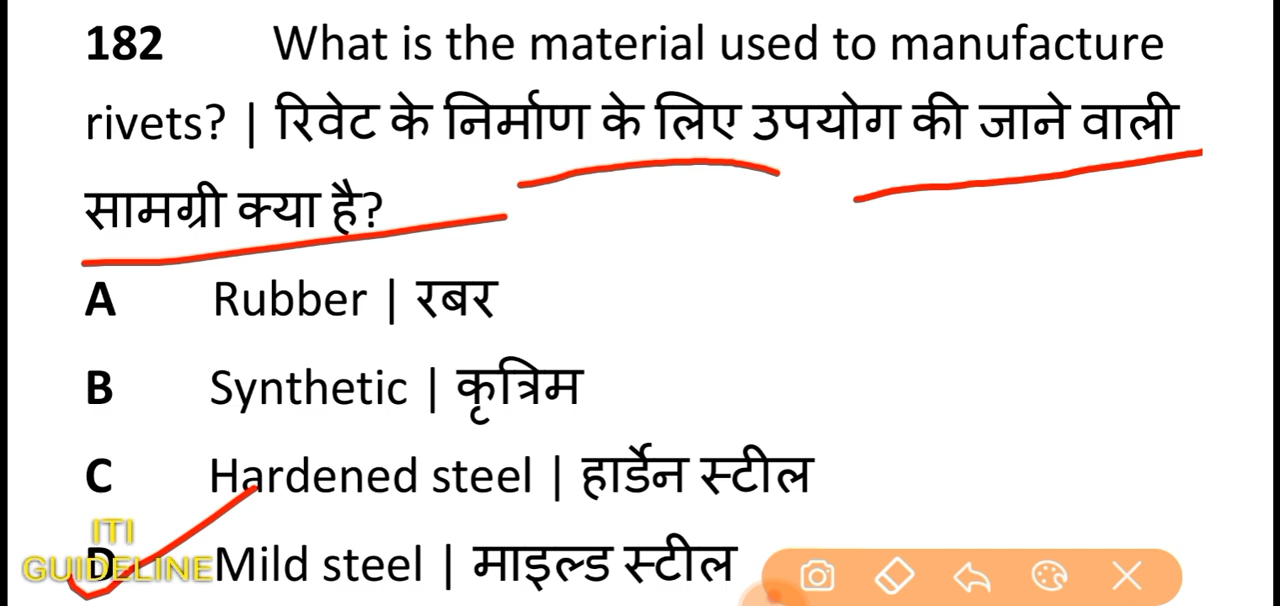 182 What is the material used to manufacture
rivets? | रिवेट के निर्माण के लिए उपयोग की जाने वाली
सामग्री क्या है?
A Rubber | रबर
B Synthetic | कृत्रिम
C Hardened steel | हार्डेन स्टील
ITI
GUIDELINE
D Mild steel | माइल्ड स्टील